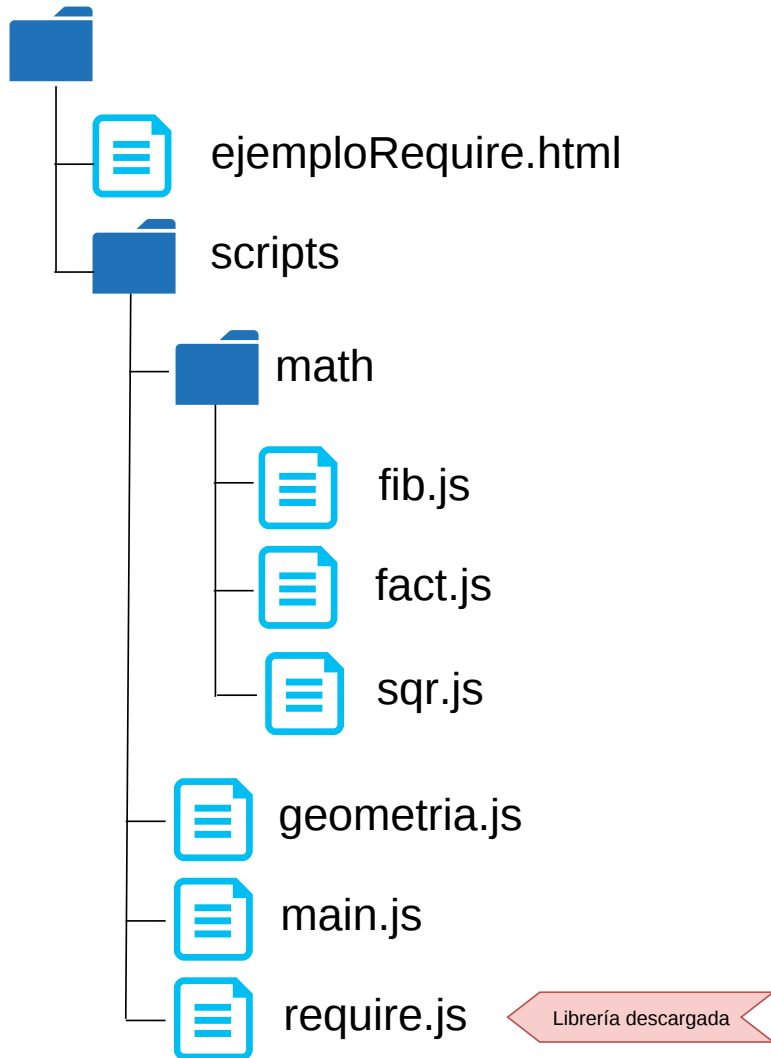 ejemploRequire.html
scripts
math
fib.js
fact.js
sqr.js
geometria.js
main.js
require.js
Librería descargada